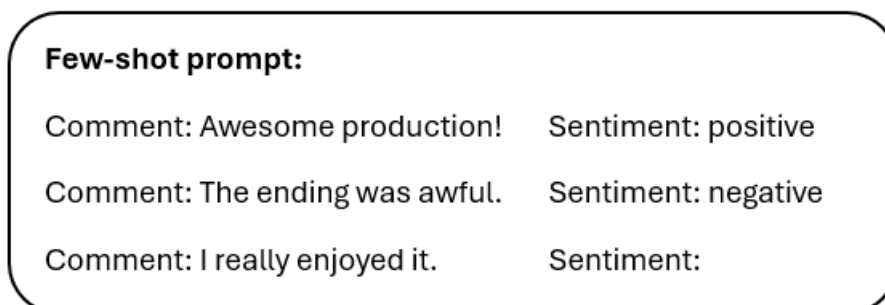 Few-shot prompt:
Comment: Awesome production! Sentiment: positive
Comment: The ending was awful. Sentiment: negative
Comment: I really enjoyed it. Sentiment: